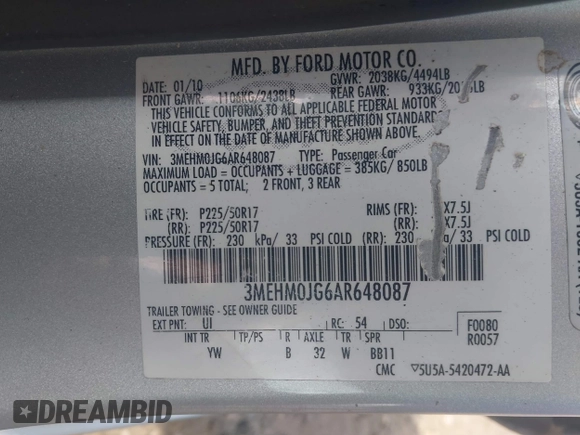 MFD. BY FORD MOTOR CO.
DATE: 01/10 GVWR: 2038KG/4494LB
FRONT GAWR: 1106KG/2438LB REAR GAWR: 933KG/20 LB
THIS VEHICLE CONFORMS TO ALL APPLICABLE FEDERAL MOTOR
VEHICLE SAFETY, BUMPER, AND THEFT PREVENTION STANDARDS
IN EFFECT ON THE DATE OF MANUFACTURE SHOWN ABOVE.
VIN: 3MEHM0JG6AR648087 TYPE: Passenger Car
MAXIMUM LOAD = OCCUPANTS + LUGGAGE = 385KG/ 850LB
OCCUPANTS = 5 TOTAL; 2 FRONT, 3 REAR
TIRE (FR): P225/50R17 RIMS (FR): X7.5J
(RR): P225/50R17 (RR): X7.5J
PRESSURE (FR): 230 kPa/ 33 PSI COLD (RR): 230 kPa/ 33 PSI COLD
3MEHM0JG6AR648087
TRAILER TOWING - SEE OWNER GUIDE
EXT PNT: UI RC: 54 DSO: F0080
INT TR TP/PS R AXLE TR SPR R0057
YW B 32 W BB11
CMC 5U5A-5420472-AA
DREAMBID